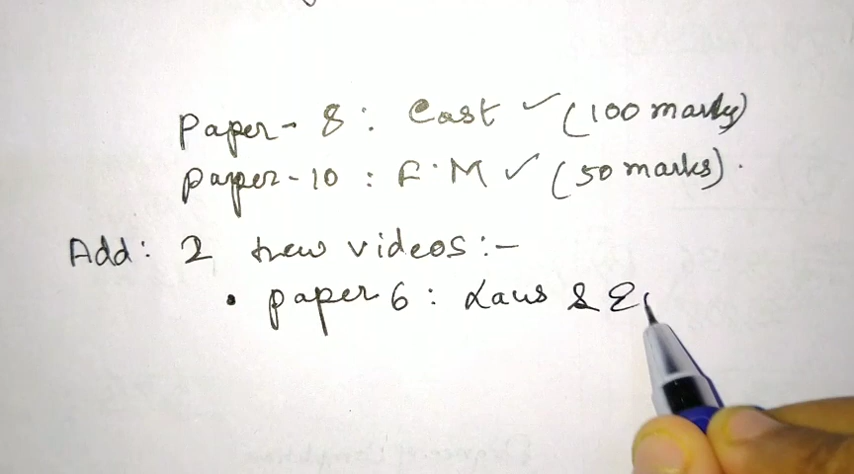 Paper - 8 : Cost ✓ (100 marks)
paper - 10 : F.M ✓ (50 marks).
Add : 2 new videos :-
• paper 6 : Laws & E